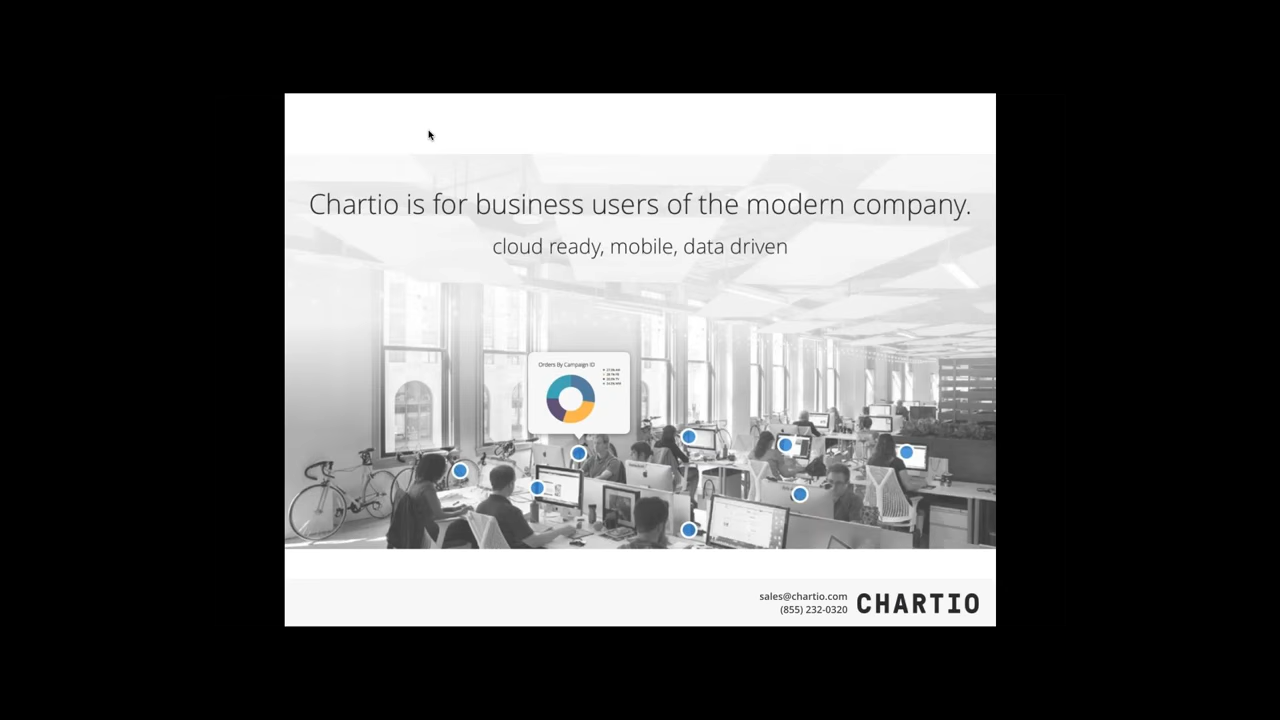 Chartio is for business users of the modern company.
cloud ready, mobile, data driven
Orders By Campaign ID
sales@chartio.com
(855) 232-0320
CHARTIO